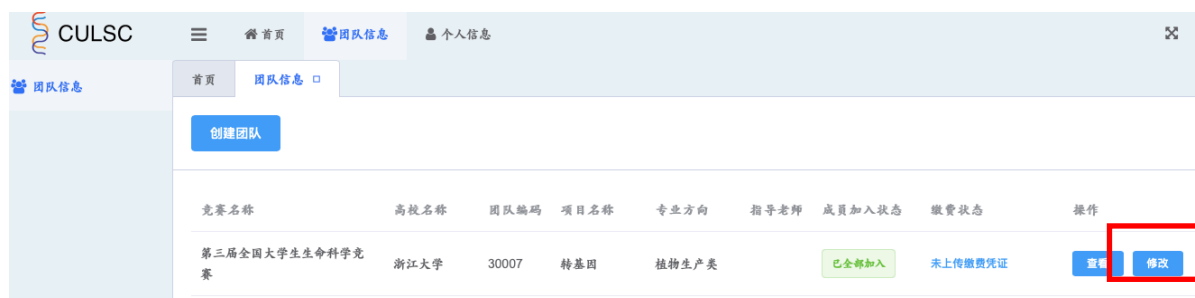 CULSC 首页 团队信息 个人信息
团队信息 首页 团队信息
创建团队
竞赛名称 高校名称 团队编码 项目名称 专业方向 指导老师 成员加入状态 缴费状态 操作
第三届全国大学生生命科学竞
赛 浙江大学 30007 转基因 植物生产类 已全部加入 未上传缴费凭证 查看 修改